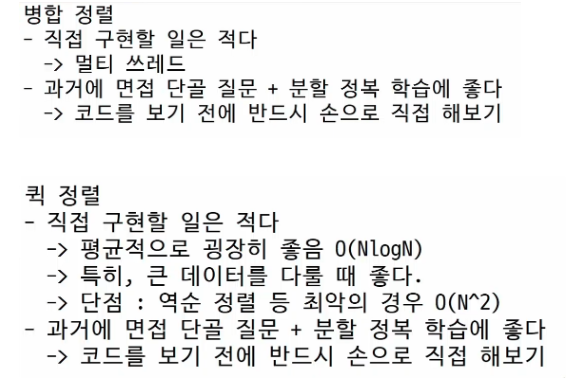 병합 정렬
- 직접 구현할 일은 적다
-> 멀티 쓰레드
- 과거에 면접 단골 질문 + 분할 정복 학습에 좋다
-> 코드를 보기 전에 반드시 손으로 직접 해보기
퀵 정렬
- 직접 구현할 일은 적다
-> 평균적으로 굉장히 좋음 O(NlogN)
-> 특히, 큰 데이터를 다룰 때 좋다.
-> 단점 : 역순 정렬 등 최악의 경우 O(N^2)
- 과거에 면접 단골 질문 + 분할 정복 학습에 좋다
-> 코드를 보기 전에 반드시 손으로 직접 해보기